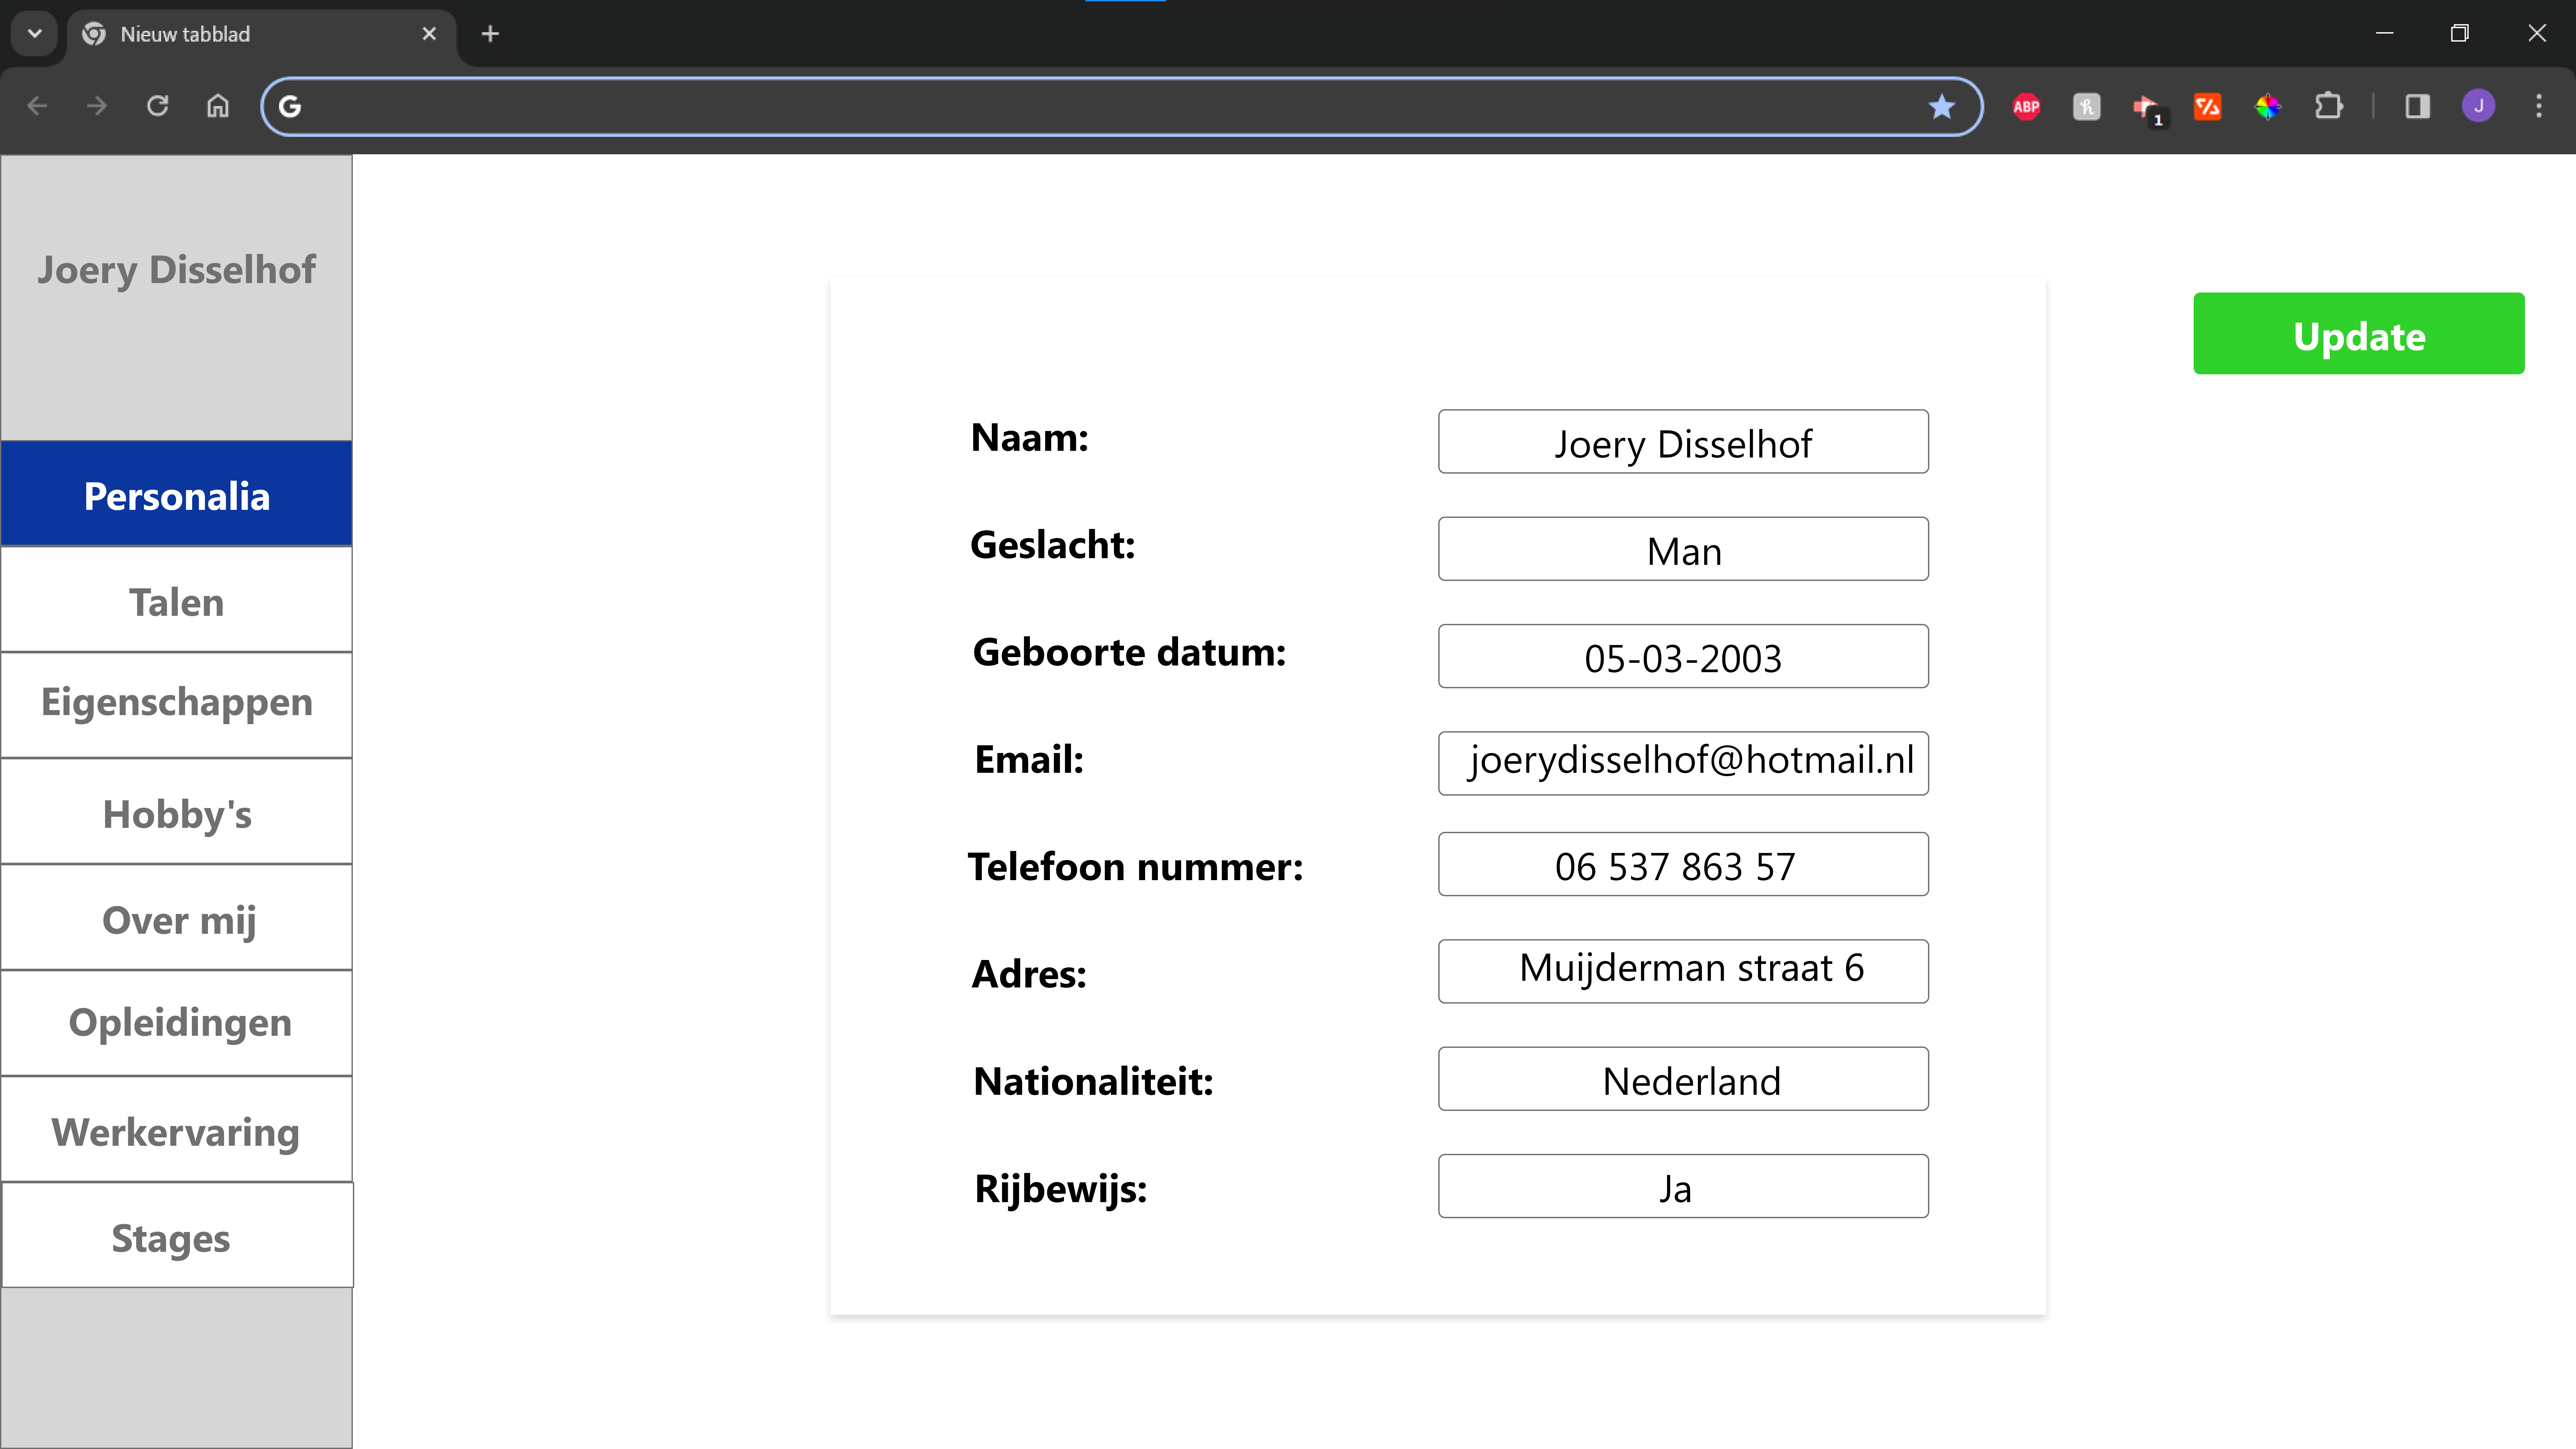 Nieuw tabblad
G
ABP
1
J
Joery Disselhof
Personalia
Talen
Eigenschappen
Hobby's
Over mij
Opleidingen
Werkervaring
Stages
Update
Naam: Joery Disselhof
Geslacht: Man
Geboorte datum: 05-03-2003
Email: joerydisselhof@hotmail.nl
Telefoon nummer: 06 537 863 57
Adres: Muijderman straat 6
Nationaliteit: Nederland
Rijbewijs: Ja